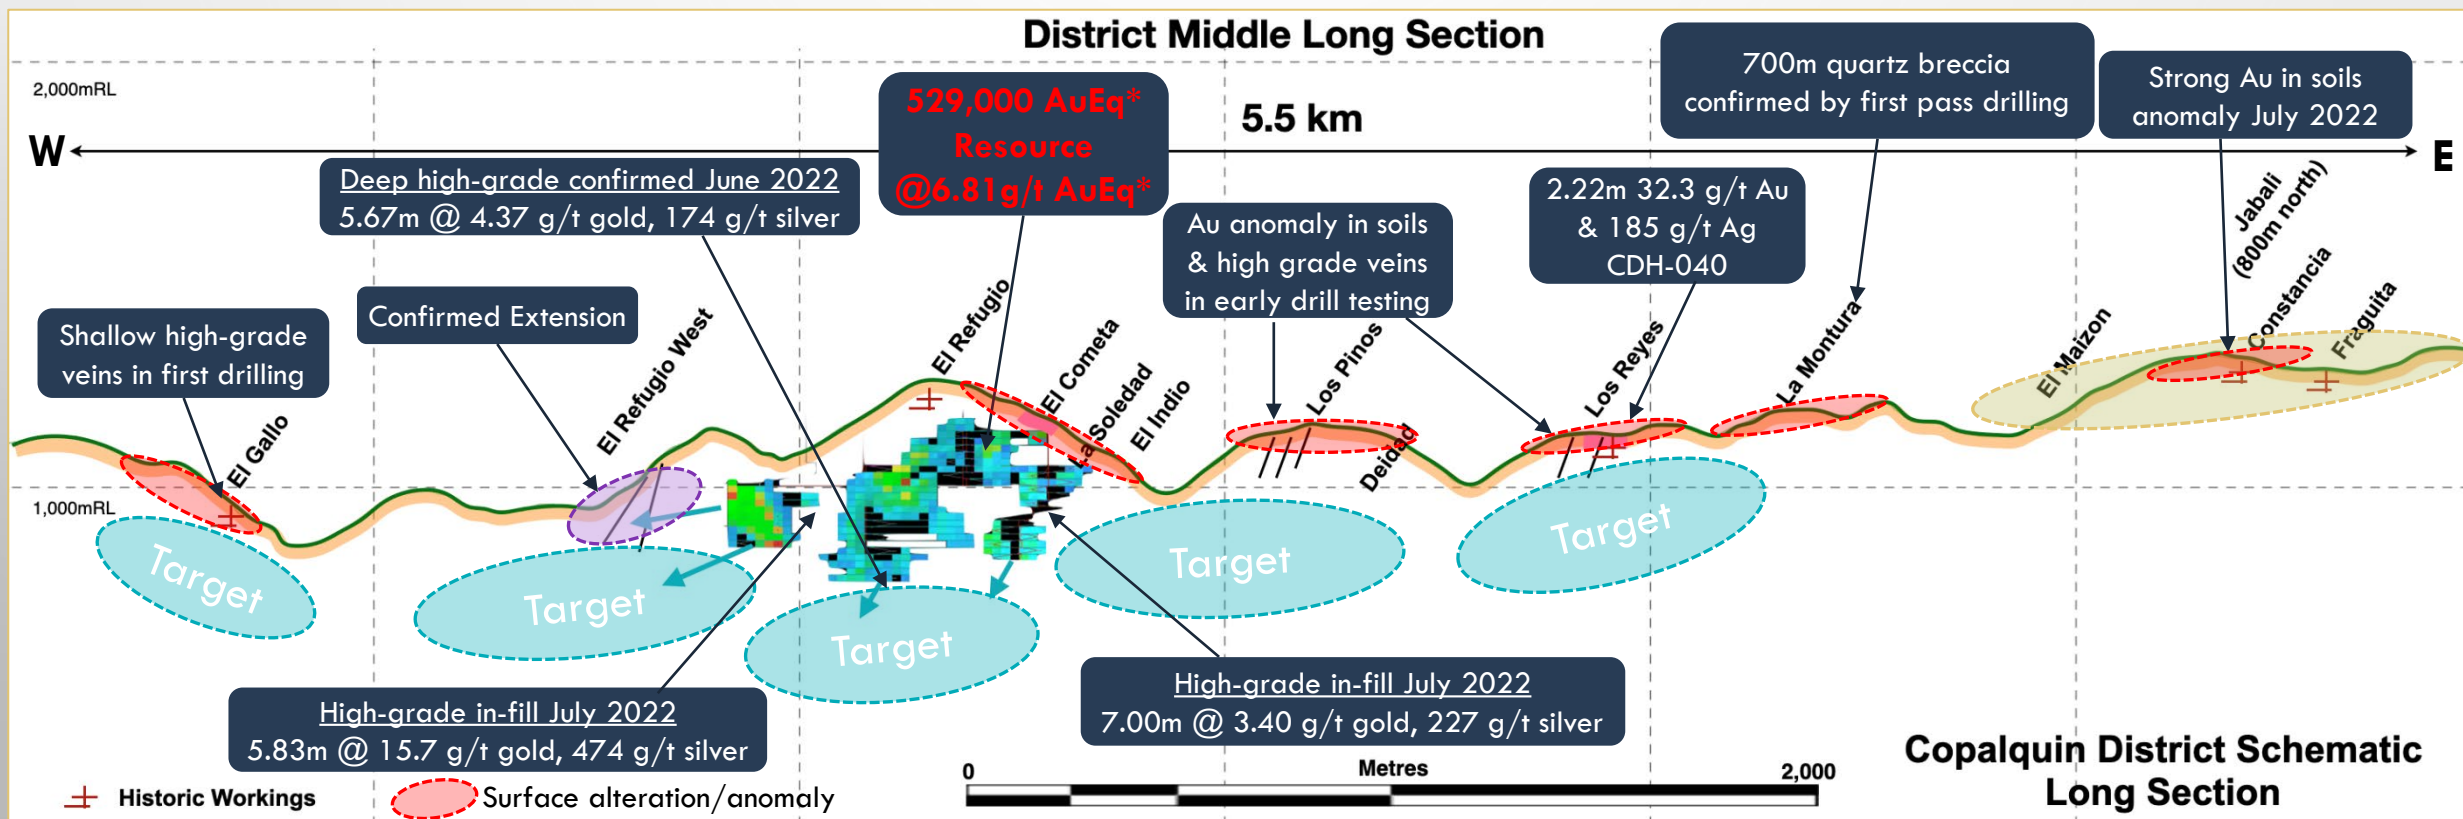 District Middle Long Section
2,000mRL
W
5.5 km
E
529,000 AuEq*
Resource
@6.81g/t AuEq*
700m quartz breccia
confirmed by first pass drilling
Strong Au in soils
anomaly July 2022
Deep high-grade confirmed June 2022
5.67m @ 4.37 g/t gold, 174 g/t silver
Au anomaly in soils
& high grade veins
in early drill testing
2.22m 32.3 g/t Au
& 185 g/t Ag
CDH-040
Jabali
(800m north)
Shallow high-grade
veins in first drilling
Confirmed Extension
El Gallo
El Refugio West
El Refugio
El Cometa
La Soledad
El Indio
Los Pinos
Deidad
Los Reyes
La Montura
El Maizon
Constancia
Fraguita
1,000mRL
Target
Target
Target
Target
Target
High-grade in-fill July 2022
5.83m @ 15.7 g/t gold, 474 g/t silver
High-grade in-fill July 2022
7.00m @ 3.40 g/t gold, 227 g/t silver
Historic Workings
Surface alteration/anomaly
0
Metres
2,000
Copalquin District Schematic
Long Section